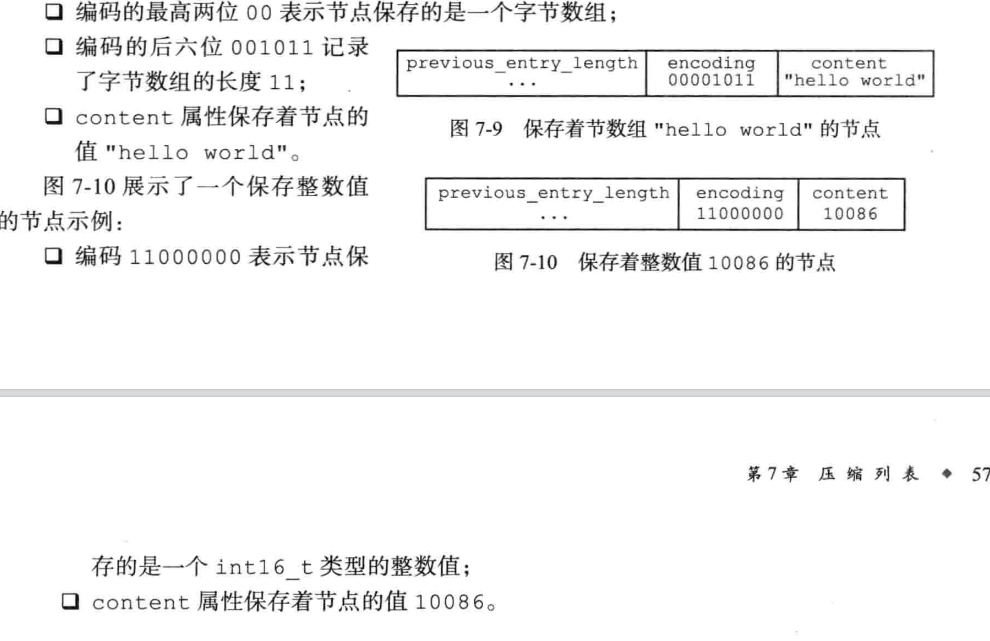 ❏ 编码的最高两位 00 表示节点保存的是一个字节数组；
❏ 编码的后六位 001011 记录
了字节数组的长度 11；
❏ content 属性保存着节点的
值 "hello world"。
图 7-10 展示了一个保存整数值
的节点示例：
❏ 编码 11000000 表示节点保
previous_entry_length encoding content
... 00001011 "hello world"
图 7-9 保存着节数组 "hello world" 的节点
previous_entry_length encoding content
... 11000000 10086
图 7-10 保存着整数值 10086 的节点
第 7 章 压缩列表 ◆ 57
存的是一个 int16_t 类型的整数值；
❏ content 属性保存着节点的值 10086。